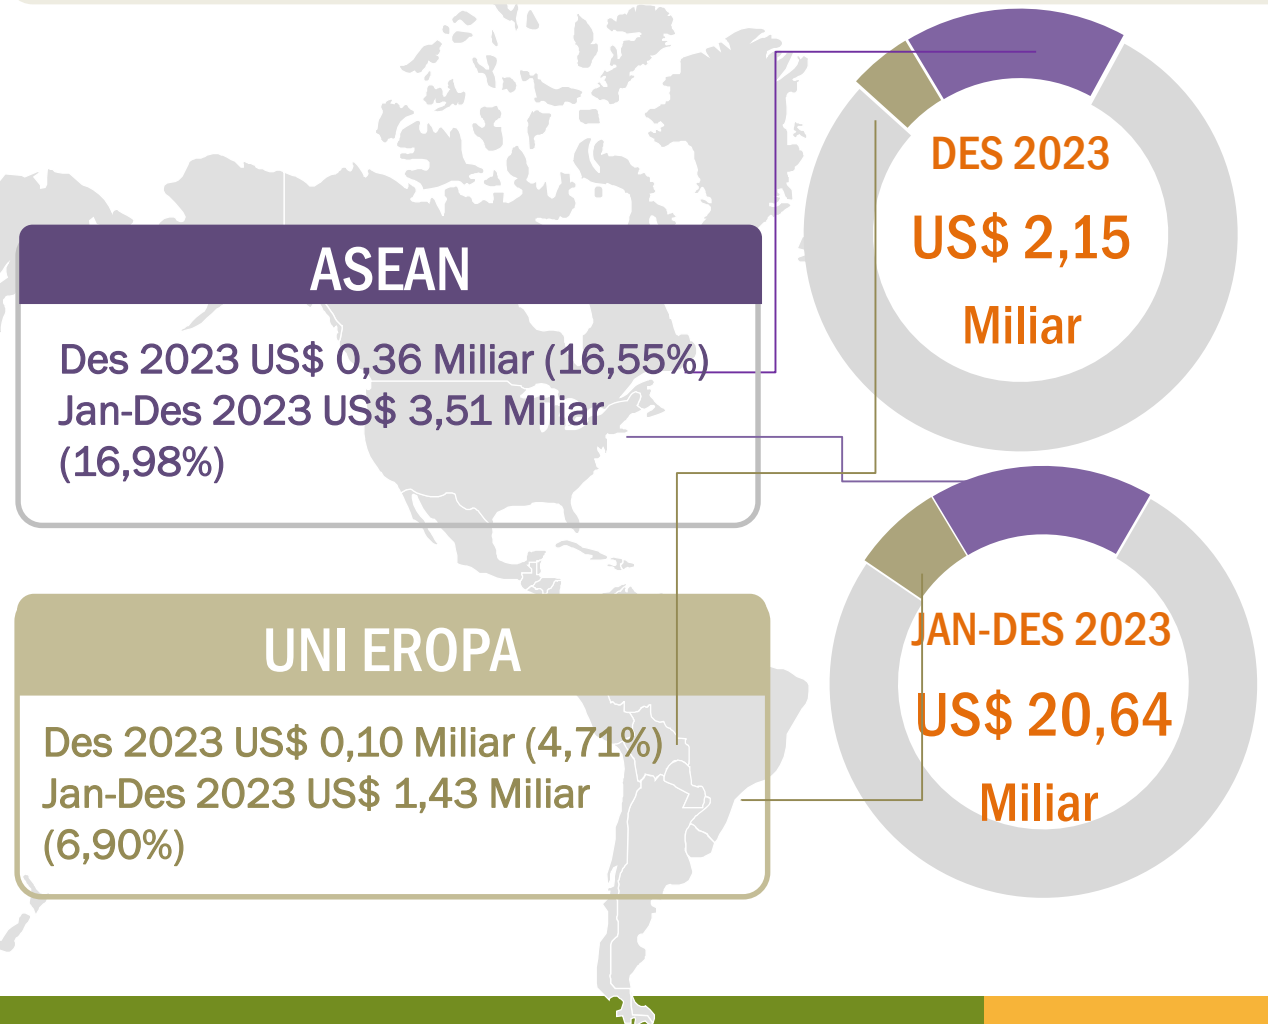 DES 2023
US$ 2,15
Miliar
ASEAN
Des 2023 US$ 0,36 Miliar (16,55%)
Jan-Des 2023 US$ 3,51 Miliar
(16,98%)
JAN-DES 2023
US$ 20,64
Miliar
UNI EROPA
Des 2023 US$ 0,10 Miliar (4,71%)
Jan-Des 2023 US$ 1,43 Miliar
(6,90%)